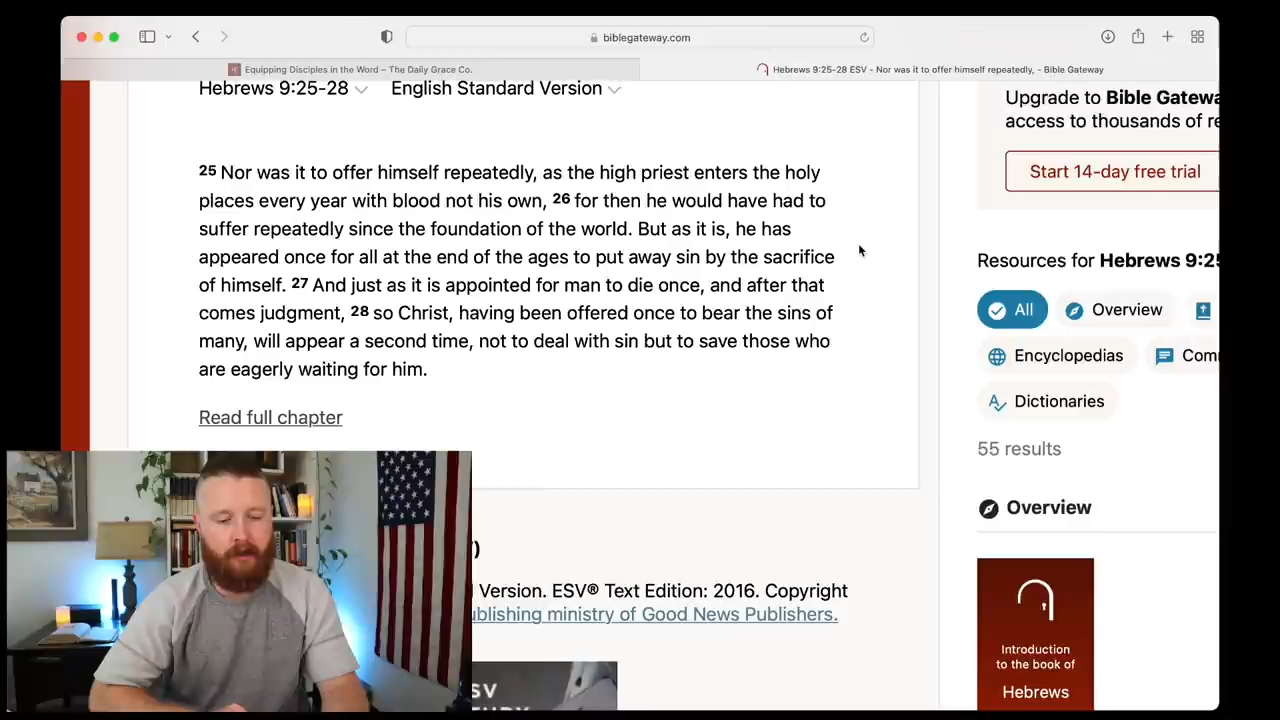 biblegateway.com
Equipping Disciples in the Word – The Daily Grace Co.
Hebrews 9:25-28 ESV - Nor was it to offer himself repeatedly, - Bible Gateway
Hebrews 9:25-28 English Standard Version
25 Nor was it to offer himself repeatedly, as the high priest enters the holy
places every year with blood not his own, 26 for then he would have had to
suffer repeatedly since the foundation of the world. But as it is, he has
appeared once for all at the end of the ages to put away sin by the sacrifice
of himself. 27 And just as it is appointed for man to die once, and after that
comes judgment, 28 so Christ, having been offered once to bear the sins of
many, will appear a second time, not to deal with sin but to save those who
are eagerly waiting for him.
Read full chapter
Version. ESV® Text Edition: 2016. Copyright
ublishing ministry of Good News Publishers.
SV
Upgrade to Bible Gatewa
access to thousands of re
Start 14-day free trial
Resources for Hebrews 9:25
All
Overview
Encyclopedias
Com
Dictionaries
55 results
Overview
Introduction
to the book of
Hebrews